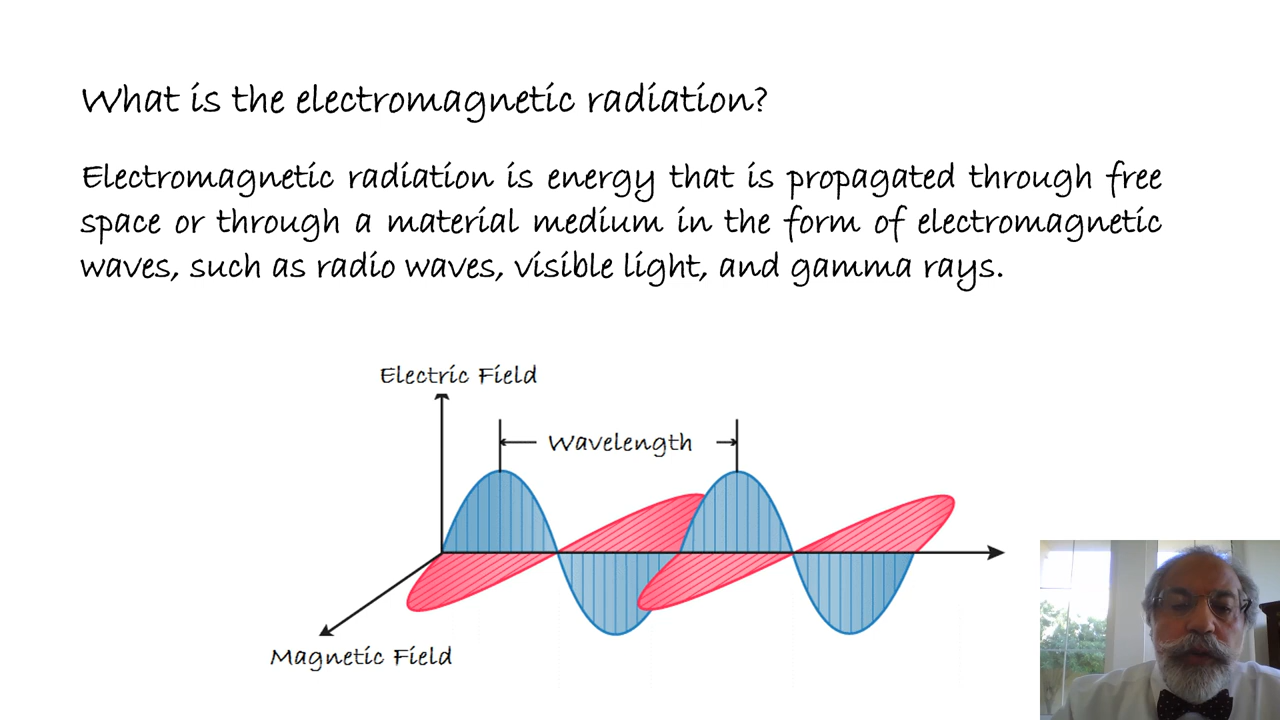 What is the electromagnetic radiation?
Electromagnetic radiation is energy that is propagated through free
space or through a material medium in the form of electromagnetic
waves, such as radio waves, visible light, and gamma rays.
Electric Field
Wavelength
Magnetic Field